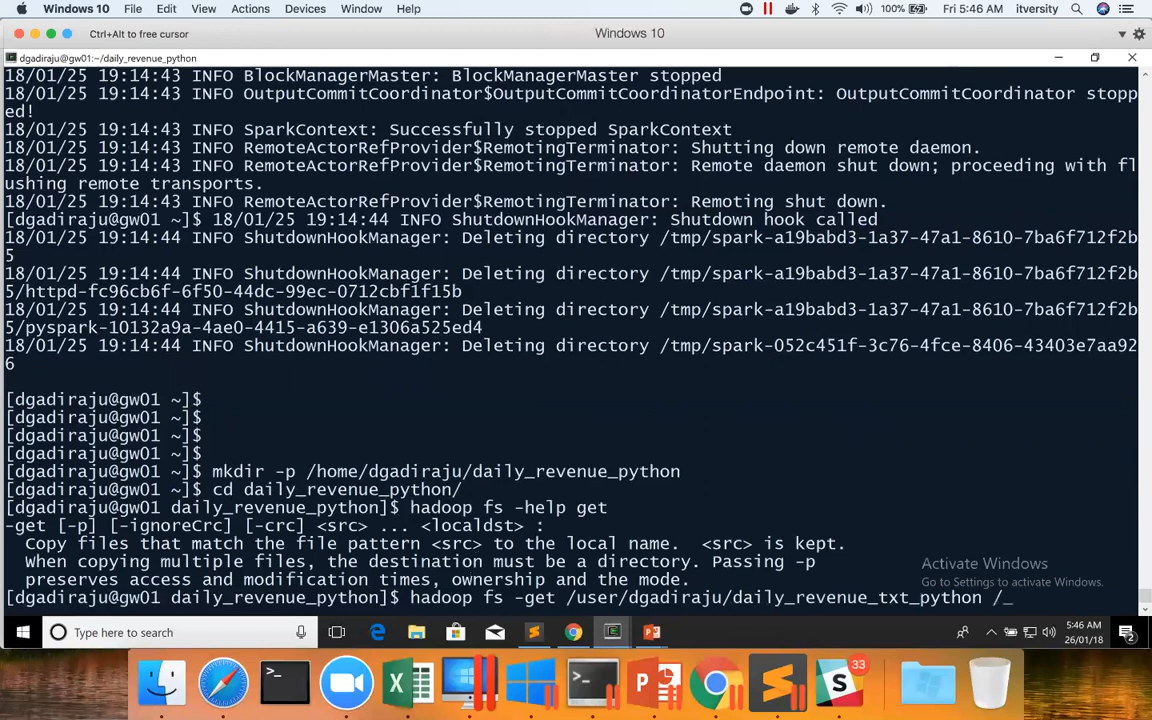 Windows 10 File Edit View Actions Devices Window Help 100% Fri 5:46 AM itversity
Ctrl+Alt to free cursor Windows 10
dgadiraju@gw01:~/daily_revenue_python
18/01/25 19:14:43 INFO BlockManagerMaster: BlockManagerMaster stopped
18/01/25 19:14:43 INFO OutputCommitCoordinator$OutputCommitCoordinatorEndpoint: OutputCommitCoordinator stopp
ed!
18/01/25 19:14:43 INFO SparkContext: Successfully stopped SparkContext
18/01/25 19:14:43 INFO RemoteActorRefProvider$RemotingTerminator: Shutting down remote daemon.
18/01/25 19:14:43 INFO RemoteActorRefProvider$RemotingTerminator: Remote daemon shut down; proceeding with fl
ushing remote transports.
18/01/25 19:14:43 INFO RemoteActorRefProvider$RemotingTerminator: Remoting shut down.
[dgadiraju@gw01 ~]$ 18/01/25 19:14:44 INFO ShutdownHookManager: Shutdown hook called
18/01/25 19:14:44 INFO ShutdownHookManager: Deleting directory /tmp/spark-a19babd3-1a37-47a1-8610-7ba6f712f2b
5
18/01/25 19:14:44 INFO ShutdownHookManager: Deleting directory /tmp/spark-a19babd3-1a37-47a1-8610-7ba6f712f2b
5/httpd-fc96cb6f-6f50-44dc-99ec-0712cbf1f15b
18/01/25 19:14:44 INFO ShutdownHookManager: Deleting directory /tmp/spark-a19babd3-1a37-47a1-8610-7ba6f712f2b
5/pyspark-10132a9a-4ae0-4415-a639-e1306a525ed4
18/01/25 19:14:44 INFO ShutdownHookManager: Deleting directory /tmp/spark-052c451f-3c76-4fce-8406-43403e7aa92
6
[dgadiraju@gw01 ~]$
[dgadiraju@gw01 ~]$
[dgadiraju@gw01 ~]$
[dgadiraju@gw01 ~]$
[dgadiraju@gw01 ~]$ mkdir -p /home/dgadiraju/daily_revenue_python
[dgadiraju@gw01 ~]$ cd daily_revenue_python/
[dgadiraju@gw01 daily_revenue_python]$ hadoop fs -help get
-get [-p] [-ignoreCrc] [-crc] <src> ... <localdst> :
Copy files that match the file pattern <src> to the local name.  <src> is kept.
When copying multiple files, the destination must be a directory. Passing -p
preserves access and modification times, ownership and the mode.
[dgadiraju@gw01 daily_revenue_python]$ hadoop fs -get /user/dgadiraju/daily_revenue_txt_python /_
Activate Windows
Go to Settings to activate Windows.
Type here to search 5:46 AM
26/01/18
2
33